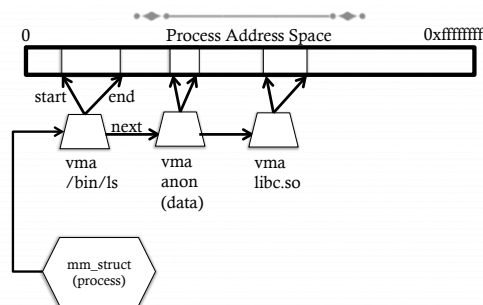 0 Process Address Space 0xffffffff
start end
next
vma
/bin/ls
vma
anon
(data)
vma
libc.so
mm_struct
(process)